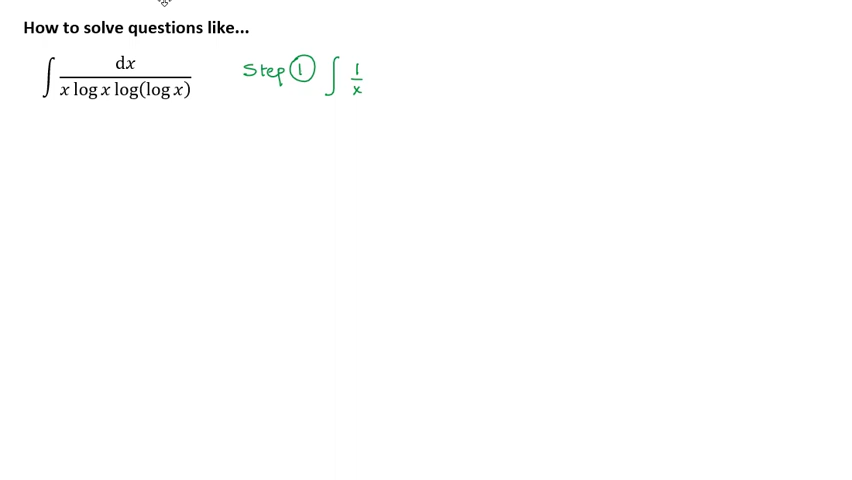 How to solve questions like...
∫ dx / (x log x log(log x)) Step ① ∫ 1/x